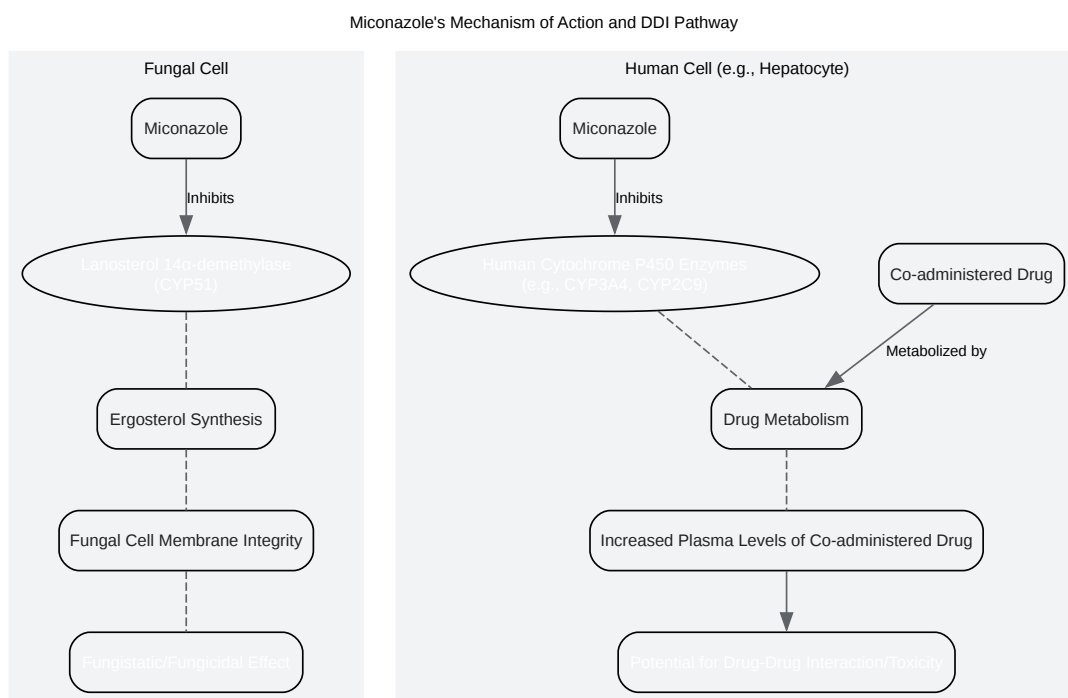 Miconazole's Mechanism of Action and DDI Pathway
Fungal Cell
Miconazole
Inhibits
Lanosterol 14α-demethylase
(CYP51)
Ergosterol Synthesis
Fungal Cell Membrane Integrity
Fungistatic/Fungicidal Effect
Human Cell (e.g., Hepatocyte)
Miconazole
Inhibits
Human Cytochrome P450 Enzymes
(e.g., CYP3A4, CYP2C9)
Co-administered Drug
Metabolized by
Drug Metabolism
Increased Plasma Levels of Co-administered Drug
Potential for Drug-Drug Interaction/Toxicity